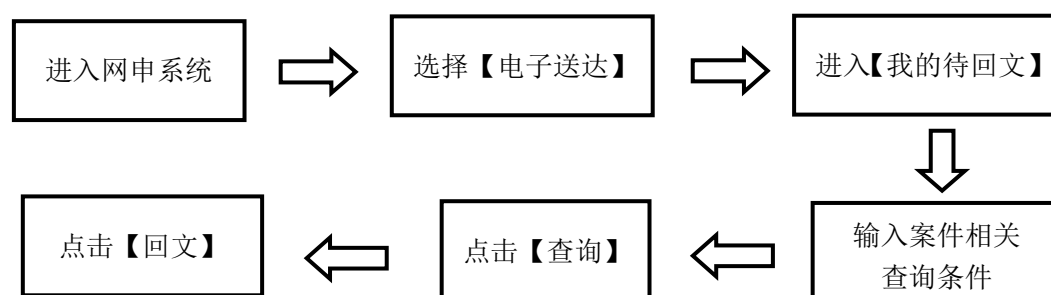 进入网申系统
选择【电子送达】
进入【我的待回文】
输入案件相关
查询条件
点击【查询】
点击【回文】